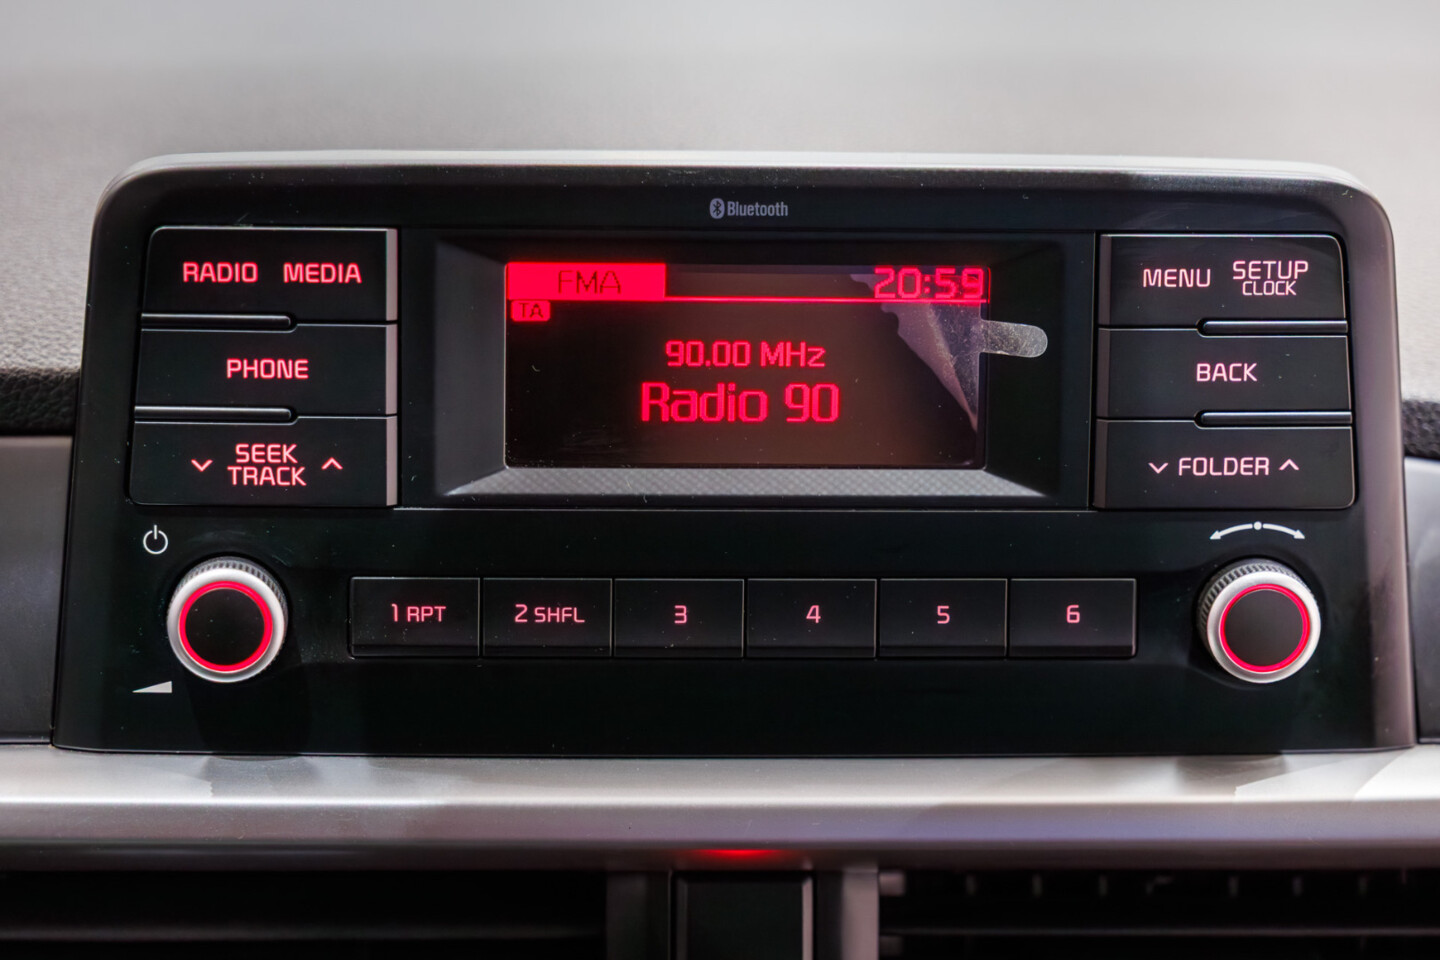 Bluetooth
RADIO MEDIA
PHONE
SEEK
TRACK
FMA
20:59
TA
90.00 MHz
Radio 90
MENU
SETUP
CLOCK
BACK
FOLDER
1 RPT
2 SHFL
3
4
5
6